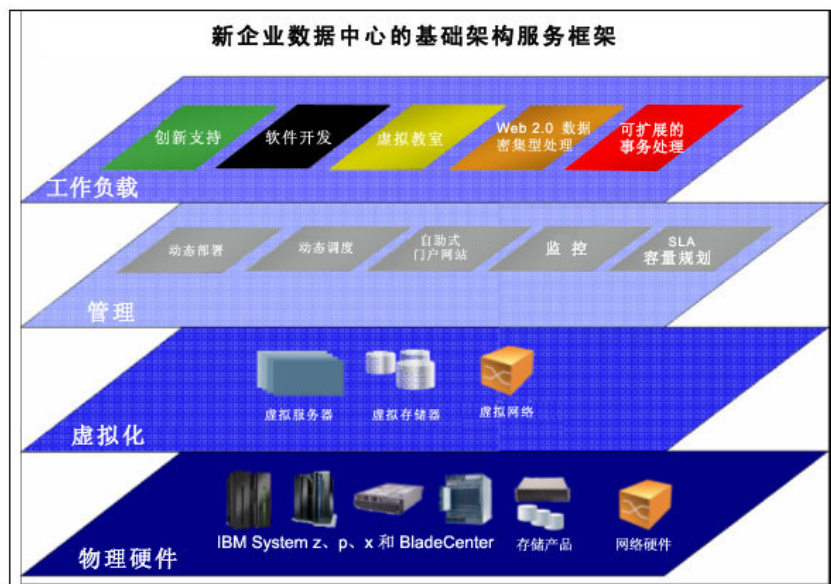 新企业数据中心的基础架构服务框架
创新支持
软件开发
虚拟教室
Web 2.0 数据
密集型处理
可扩展的
事务处理
工作负载
动态部署
动态调度
自助式
门户网站
监 控
SLA
容量规划
管理
虚拟服务器
虚拟存储器
虚拟网络
虚拟化
IBM System z、p、x 和 BladeCenter
存储产品
网络硬件
物理硬件